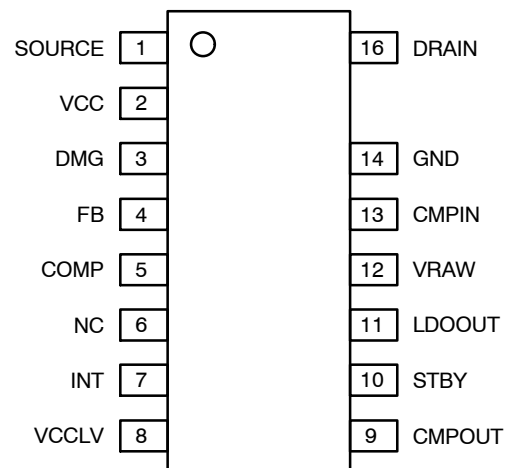 SOURCE 1 16 DRAIN
VCC 2
DMG 3 14 GND
FB 4 13 CMPIN
COMP 5 12 VRAW
NC 6 11 LDOOUT
INT 7 10 STBY
VCCLV 8 9 CMPOUT